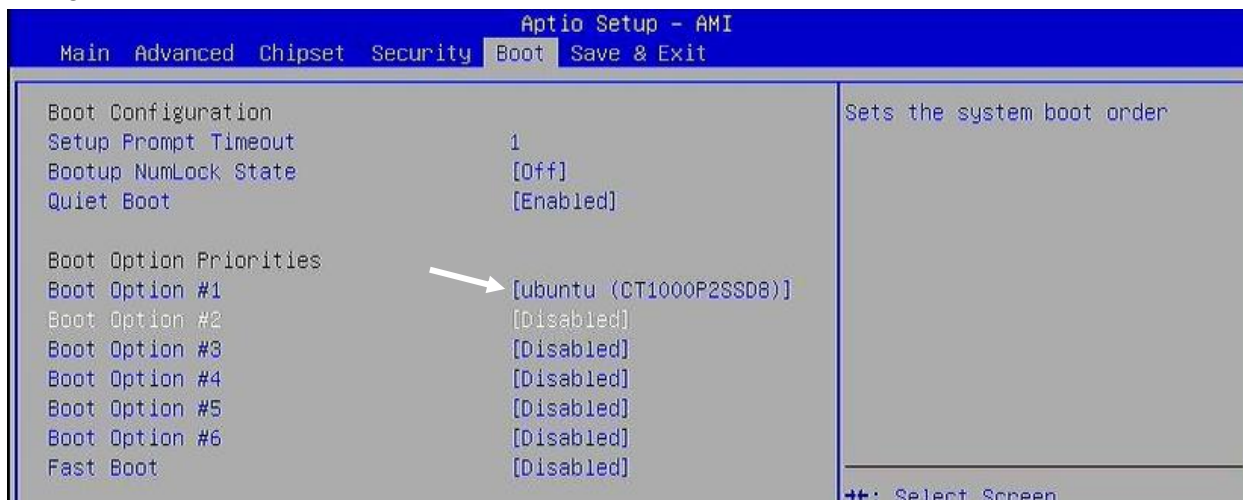 Aptio Setup – AMI
Main Advanced Chipset Security Boot Save & Exit
Boot Configuration
Setup Prompt Timeout 1
Bootup NumLock State [Off]
Quiet Boot [Enabled]
Boot Option Priorities
Boot Option #1 [ubuntu (CT1000P2SSD8)]
Boot Option #2 [Disabled]
Boot Option #3 [Disabled]
Boot Option #4 [Disabled]
Boot Option #5 [Disabled]
Boot Option #6 [Disabled]
Fast Boot [Disabled]
Sets the system boot order
→←: Select Screen